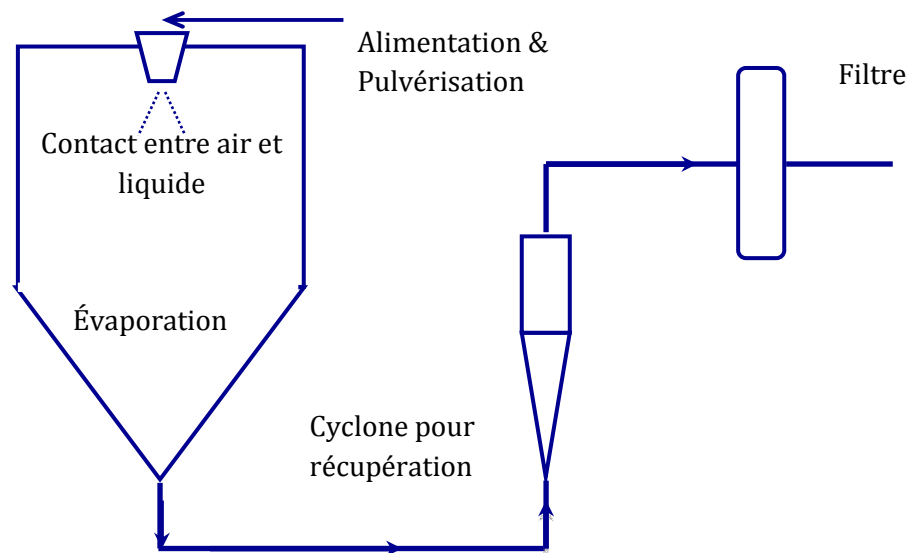 Alimentation &
Pulvérisation
Filtre
Contact entre air et
liquide
Évaporation
Cyclone pour
récupération